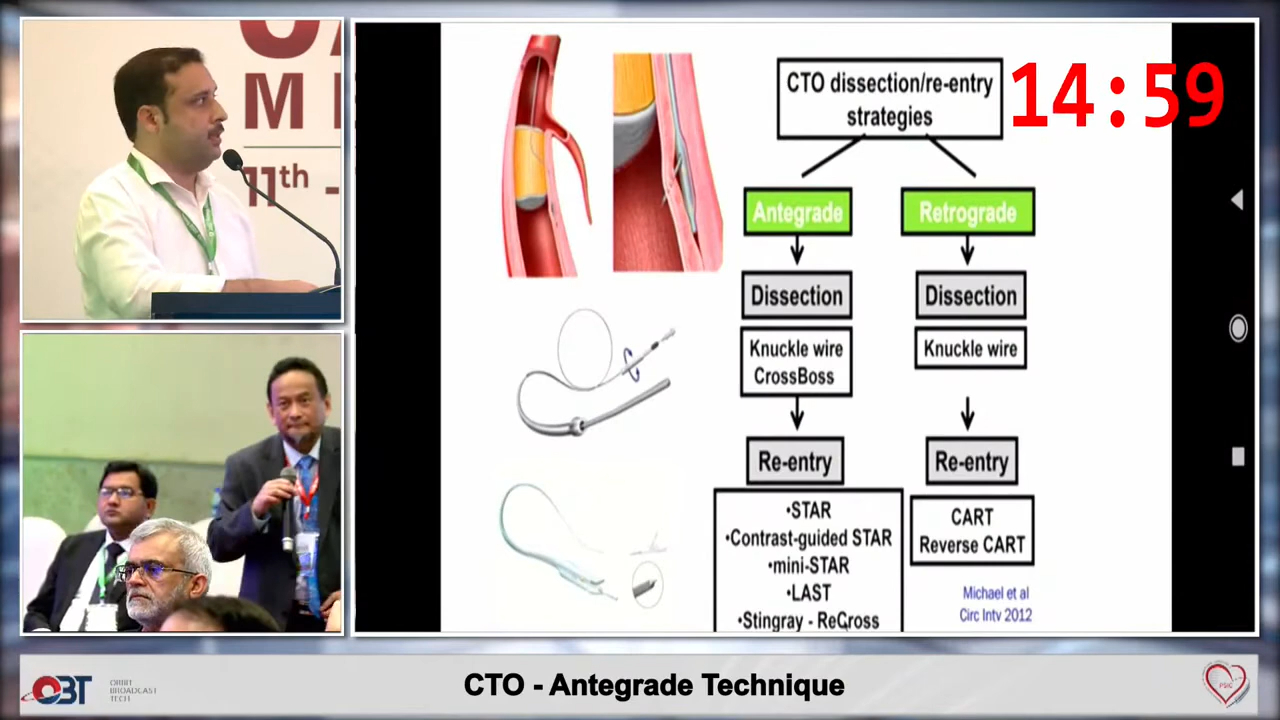 M
11th -
CTO dissection/re-entry
strategies
14:59
Antegrade
Retrograde
Dissection
Dissection
Knuckle wire
CrossBoss
Knuckle wire
Re-entry
Re-entry
•STAR
•Contrast-guided STAR
•mini-STAR
•LAST
•Stingray - ReCross
CART
Reverse CART
Michael et al
Circ Intv 2012
OBT
ORBIT
BROADCAST
TECH
CTO - Antegrade Technique
PSIC